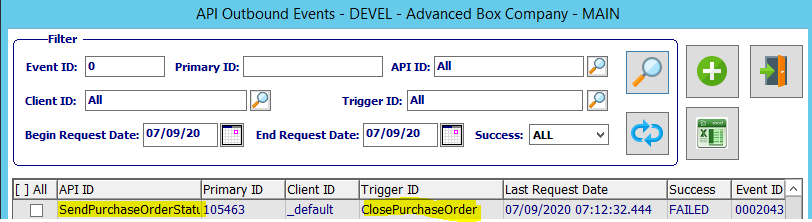 API Outbound Events - DEVEL - Advanced Box Company - MAIN
Filter
Event ID: 0 Primary ID: API ID: All
Client ID: All Trigger ID: All
Begin Request Date: 07/09/20 End Request Date: 07/09/20 Success: ALL
[ ] All API ID Primary ID Client ID Trigger ID Last Request Date Success Event ID
SendPurchaseOrderStatu 105463 _default ClosePurchaseOrder 07/09/2020 07:12:32.444 FAILED 0002043